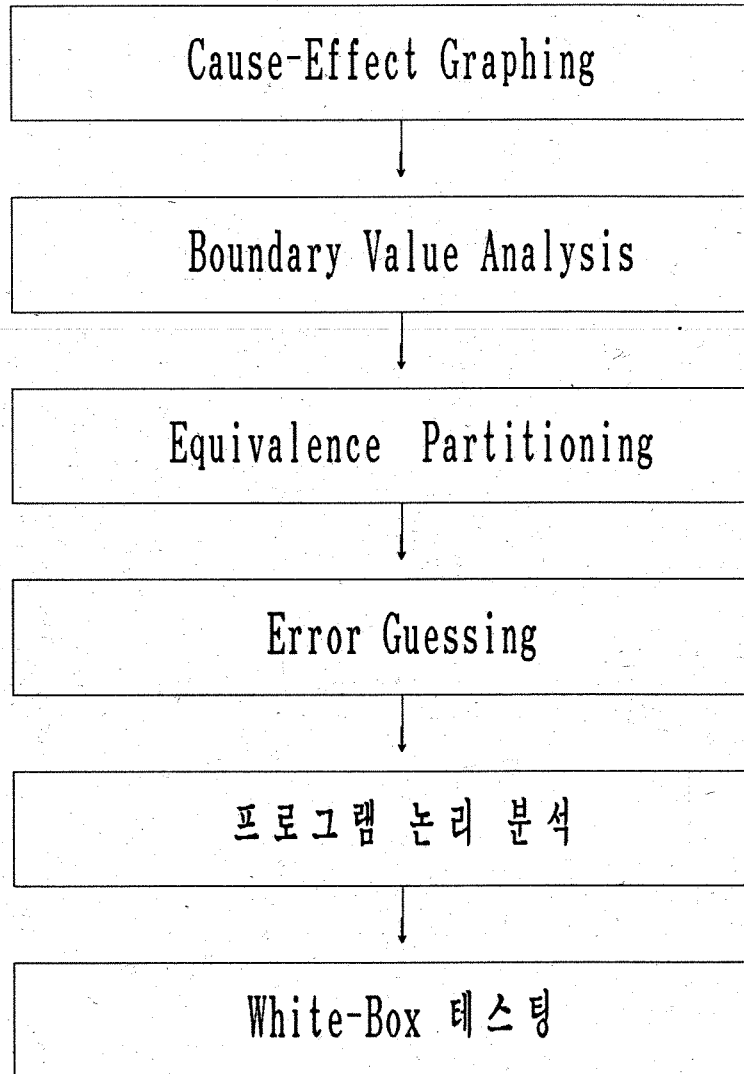 Cause-Effect Graphing
Boundary Value Analysis
Equivalence Partitioning
Error Guessing
프로그램 논리 분석
White-Box 테스팅